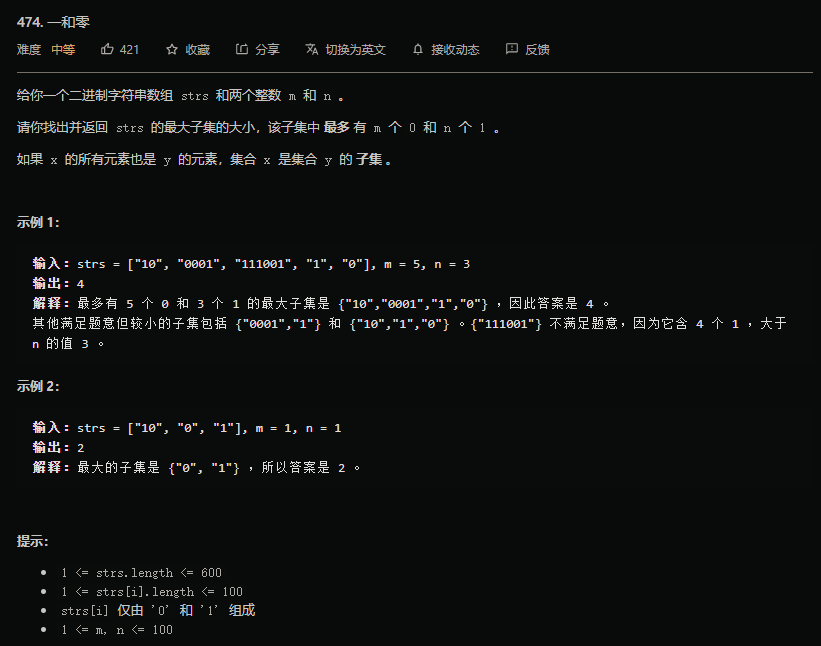 474. 一和零
难度 中等 421 收藏 分享 切换为英文 接收动态 反馈
给你一个二进制字符串数组 strs 和两个整数 m 和 n 。
请你找出并返回 strs 的最大子集的大小，该子集中 最多 有 m 个 0 和 n 个 1 。
如果 x 的所有元素也是 y 的元素，集合 x 是集合 y 的 子集 。
示例 1：
输入：strs = ["10", "0001", "111001", "1", "0"], m = 5, n = 3
输出：4
解释：最多有 5 个 0 和 3 个 1 的最大子集是 {"10","0001","1","0"} ，因此答案是 4 。
其他满足题意但较小的子集包括 {"0001","1"} 和 {"10","1","0"} 。{"111001"} 不满足题意，因为它含 4 个 1 ，大于
n 的值 3 。
示例 2：
输入：strs = ["10", "0", "1"], m = 1, n = 1
输出：2
解释：最大的子集是 {"0", "1"} ，所以答案是 2 。
提示：
1 <= strs.length <= 600
1 <= strs[i].length <= 100
strs[i] 仅由 '0' 和 '1' 组成
1 <= m, n <= 100